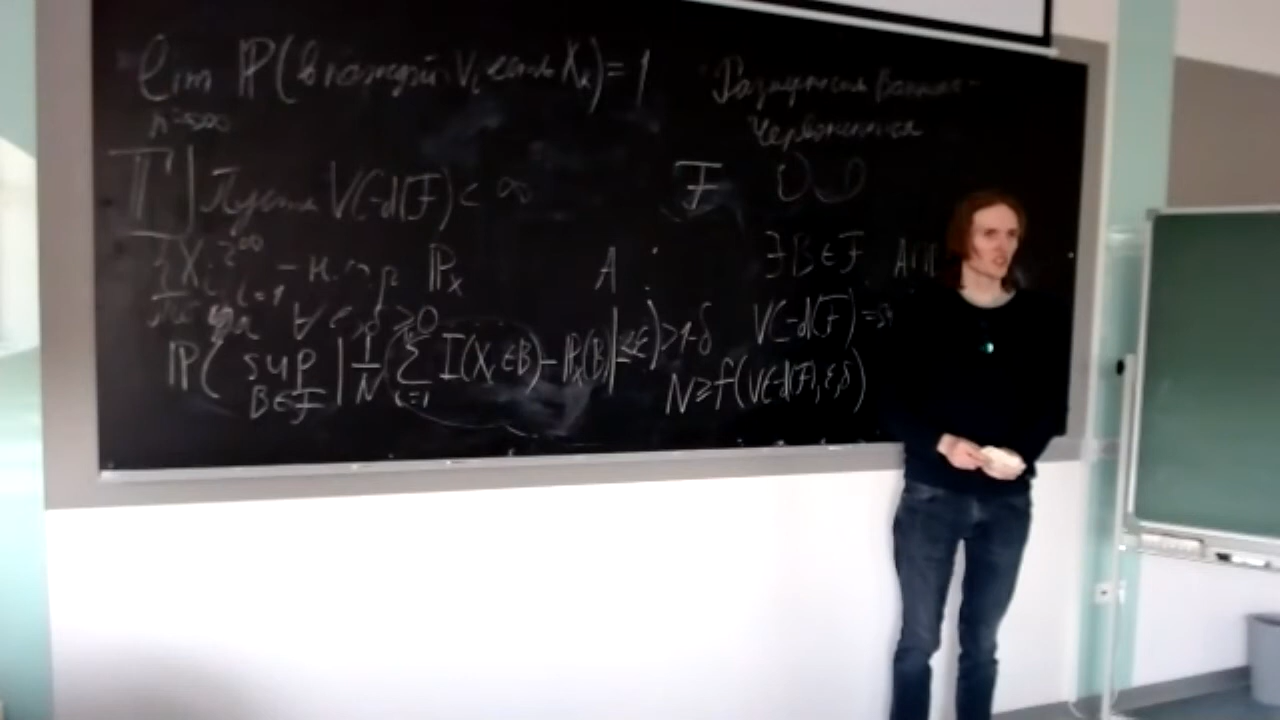 lim P(в каждой V_i есть X_k) = 1
n→∞
T] Пусть VC-d(F) < ∞
{X_i}_{i=1}^∞ - н.о.р P_X
Тогда ∀ ε, δ ≥ 0
P( sup_{B∈F} | 1/N Σ_{i=1} I(X_i ∈ B) - P_X(B) | ≤ ε) > 1-δ
Размерность Вапника-
Червоненкиса
F
A :
∃ B ∈ F A∩
VC-d(F) =
N ≥ f(VC-d(F), ε, δ)